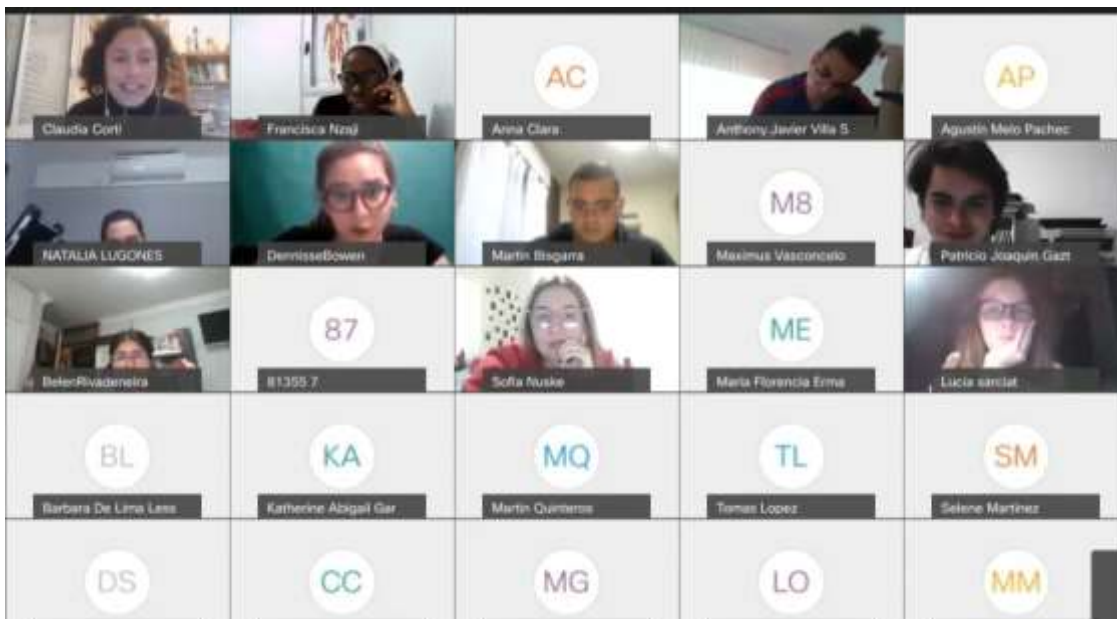 Claudia Corti
Francisca Nzaji
AC
Anna Clara
Anthony Javier Villa S
AP
Agustin Melo Pachec
NATALIA LUGONES
DennisseBowen
Martin Bisgarra
M8
Maximus Vasconcelo
Patricio Joaquin Gazt
BelenRivadeneira
87
81355 7
Sofia Nuske
ME
Maria Florencia Erma
Lucia sarciat
BL
Barbara De Lima Less
KA
Katherine Abigail Gar
MQ
Martin Quinteros
TL
Tomas Lopez
SM
Selene Martinez
DS
CC
MG
LO
MM